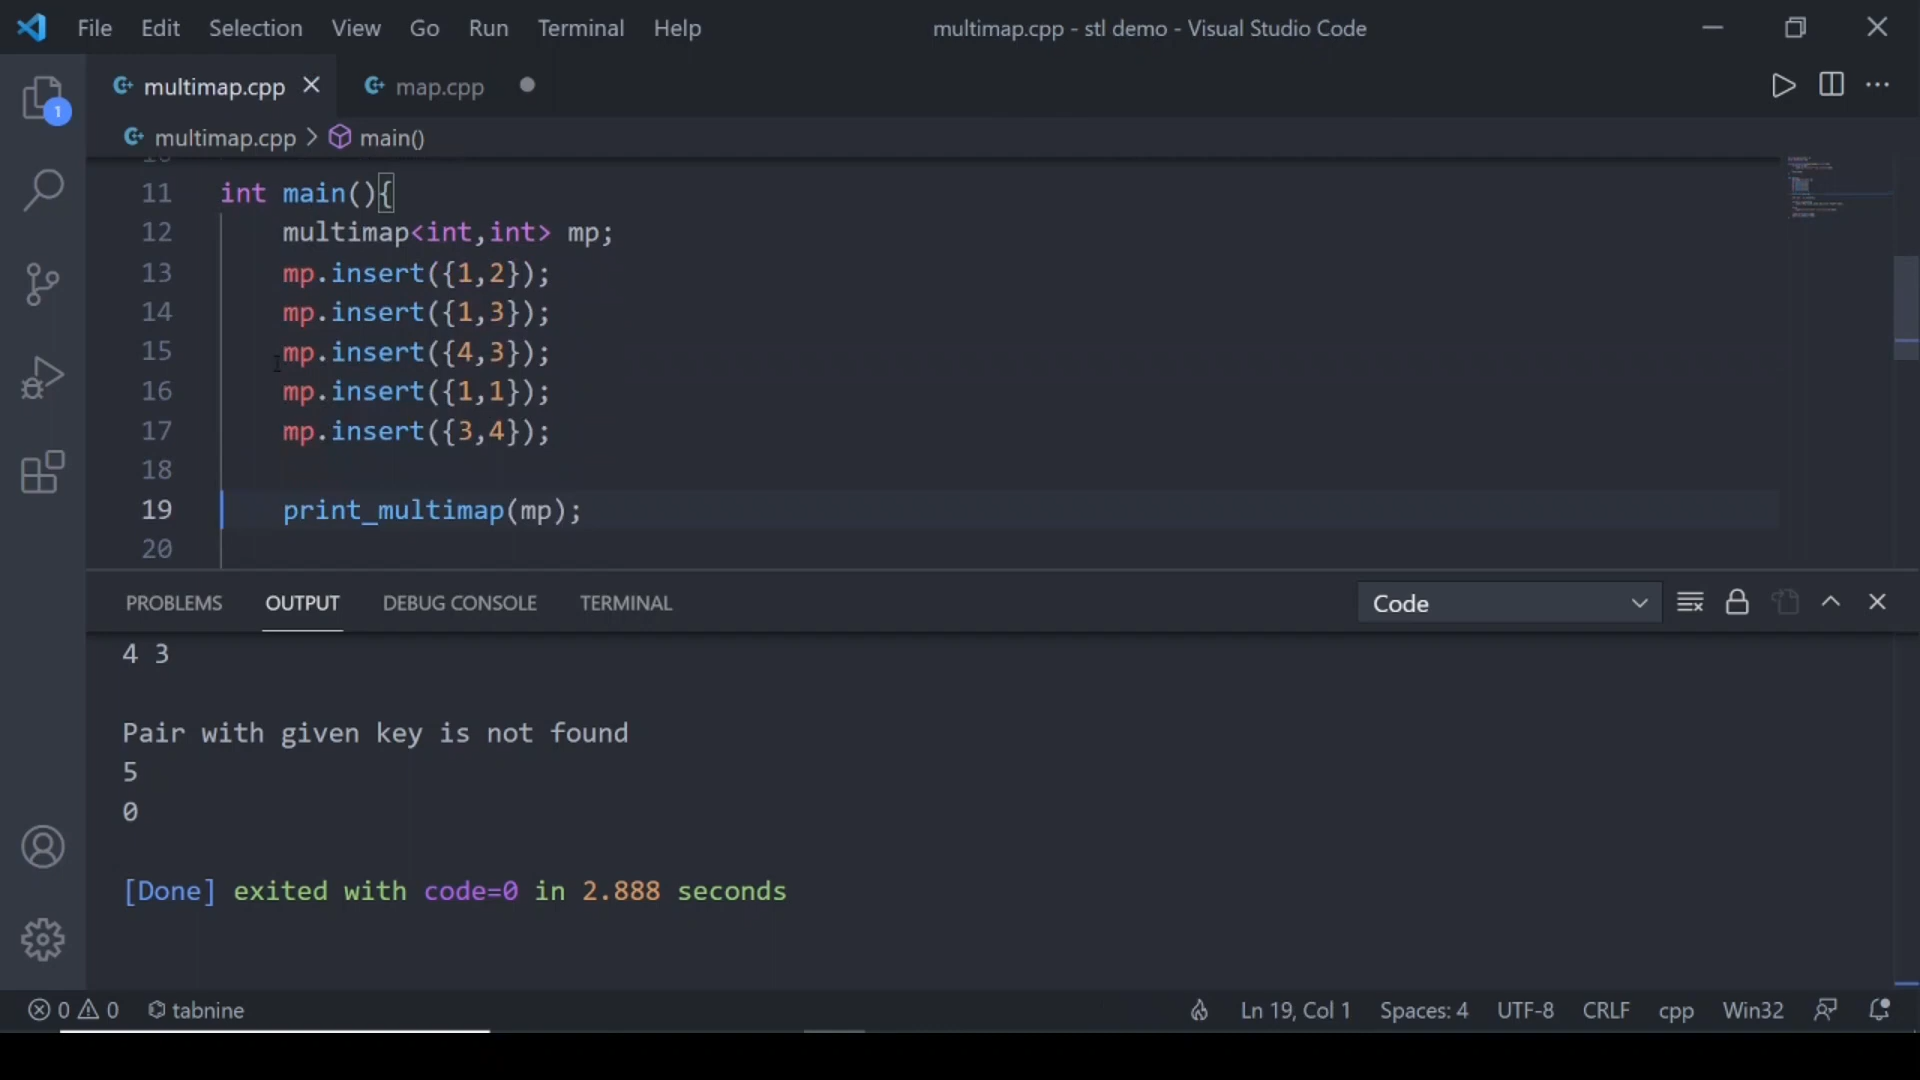 File Edit Selection View Go Run Terminal Help multimap.cpp - stl demo - Visual Studio Code
multimap.cpp map.cpp
1
multimap.cpp > main()
11 int main(){
12 multimap<int,int> mp;
13 mp.insert({1,2});
14 mp.insert({1,3});
15 mp.insert({4,3});
16 mp.insert({1,1});
17 mp.insert({3,4});
18
19 print_multimap(mp);
20
PROBLEMS OUTPUT DEBUG CONSOLE TERMINAL Code
4 3
Pair with given key is not found
5
0
[Done] exited with code=0 in 2.888 seconds
0 0 tabnine Ln 19, Col 1 Spaces: 4 UTF-8 CRLF cpp Win32